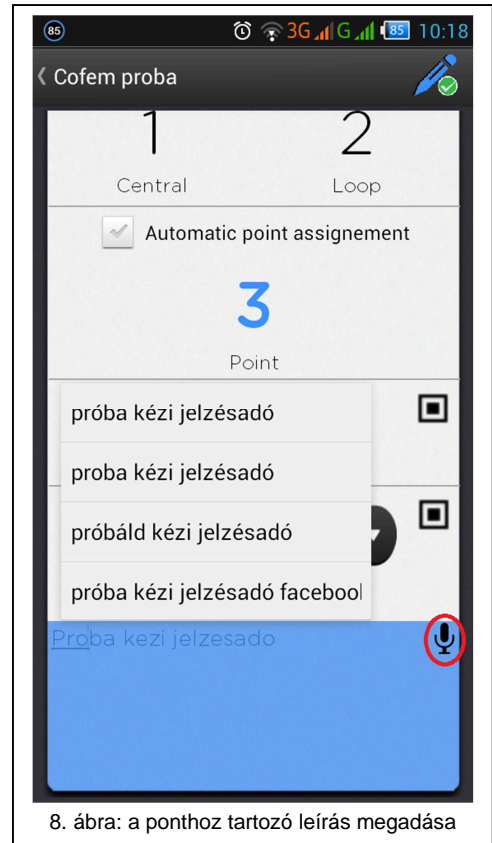 85 3G G 85 10:18
Cofem proba
1 2
Central Loop
Automatic point assignement
3
Point
próba kézi jelzésadó
proba kézi jelzésadó
próbáld kézi jelzésadó
próba kézi jelzésadó facebool
Proba kezi jelzesado
8. ábra: a ponthoz tartozó leírás megadása